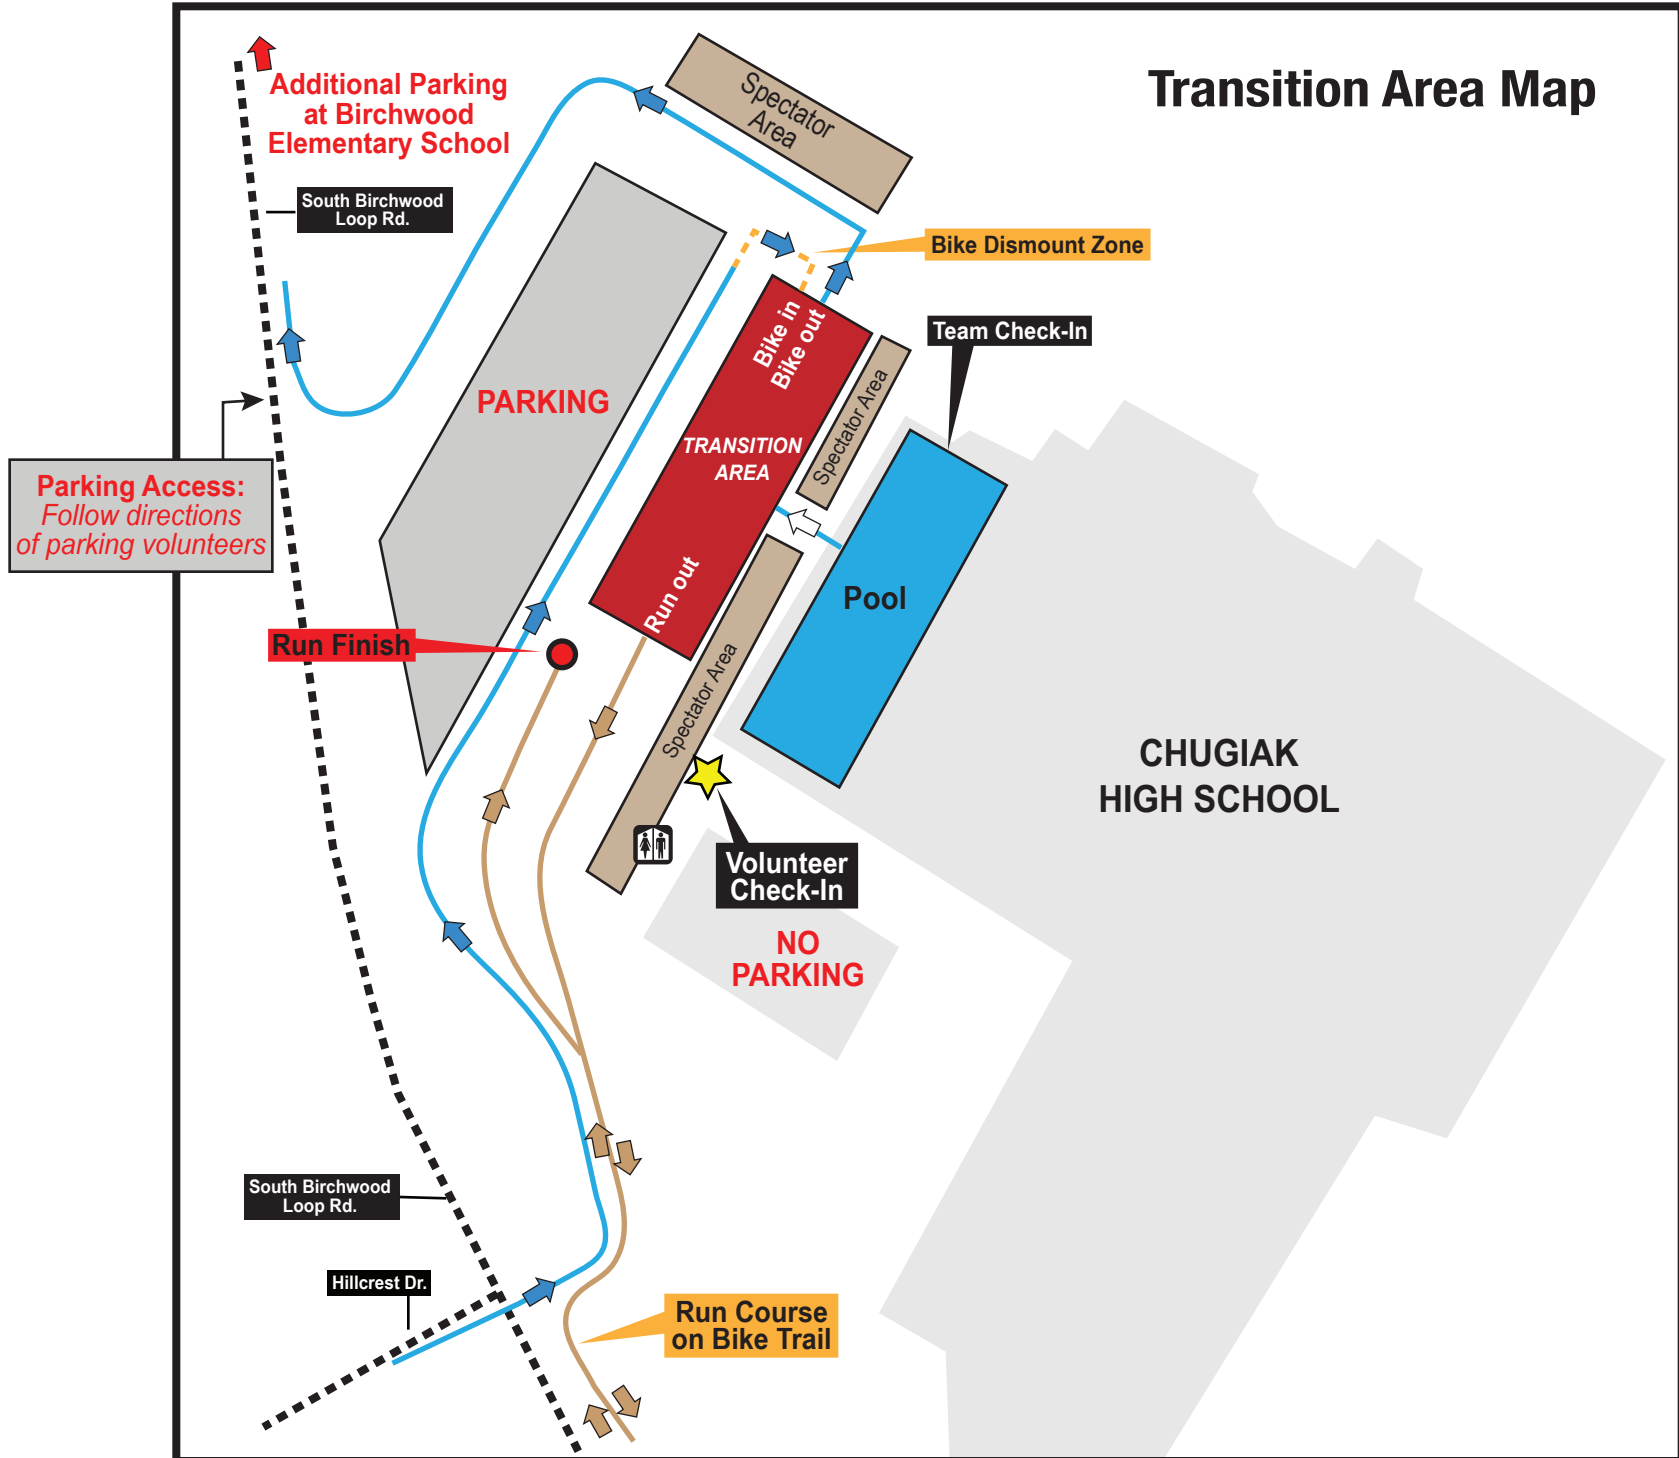 Transition Area Map
Additional Parking
at Birchwood
Elementary School
Spectator
Area
South Birchwood
Loop Rd.
Bike Dismount Zone
Bike in
Bike out
Team Check-In
PARKING
TRANSITION
AREA
Spectator Area
Parking Access:
Follow directions
of parking volunteers
Run out
Pool
Run Finish
Spectator Area
CHUGIAK
HIGH SCHOOL
Volunteer
Check-In
NO
PARKING
South Birchwood
Loop Rd.
Hillcrest Dr.
Run Course
on Bike Trail